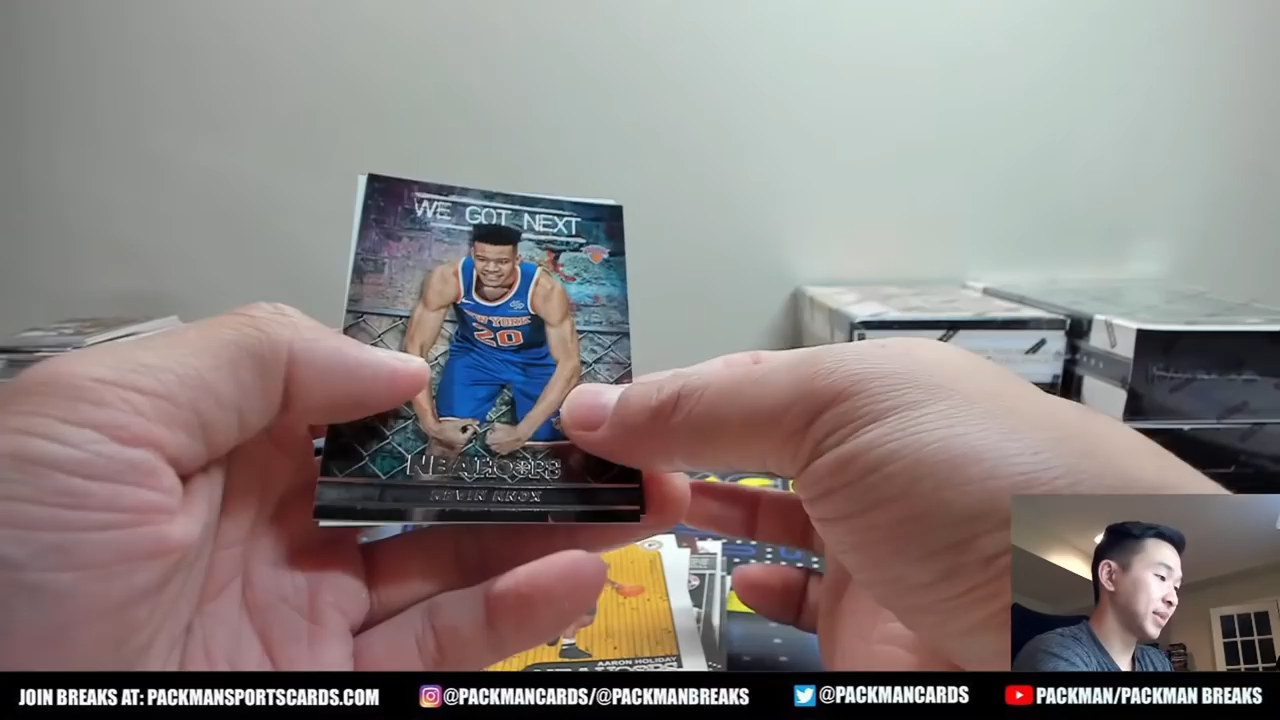 WE GOT NEXT
NEW YORK
20
NBA HOOPS
KEVIN KNOX
AARON HOLIDAY
JOIN BREAKS AT: PACKMANSPORTSCARDS.COM
@PACKMANCARDS/@PACKMANBREAKS
@PACKMANCARDS
PACKMAN/PACKMAN BREAKS